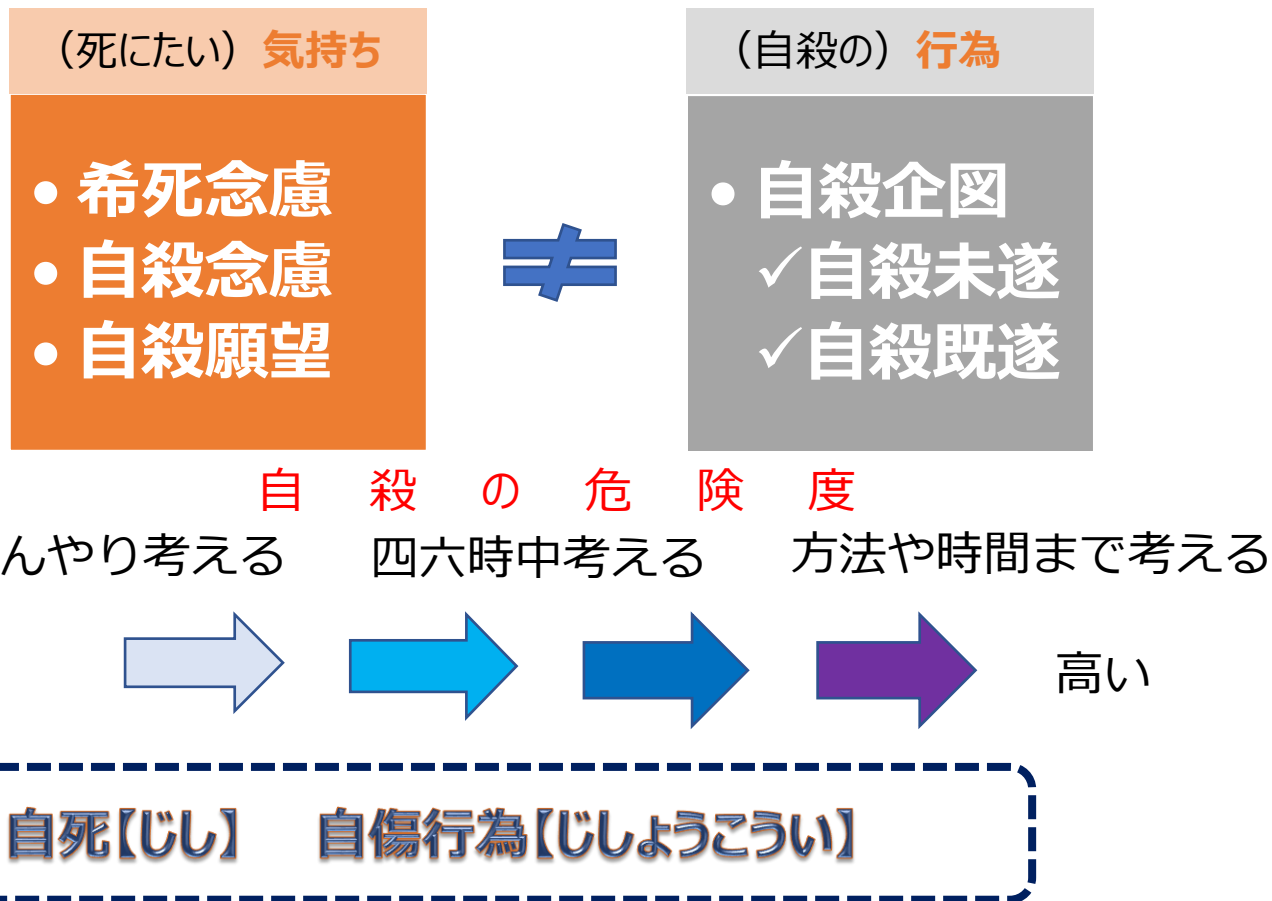 （死にたい）気持ち
（自殺の）行為
• 希死念慮
• 自殺念慮
• 自殺願望
≠
• 自殺企図
✓自殺未遂
✓自殺既遂
自殺の危険度
んやり考える 四六時中考える 方法や時間まで考える
高い
自死【じし】 自傷行為【じしょうこうい】